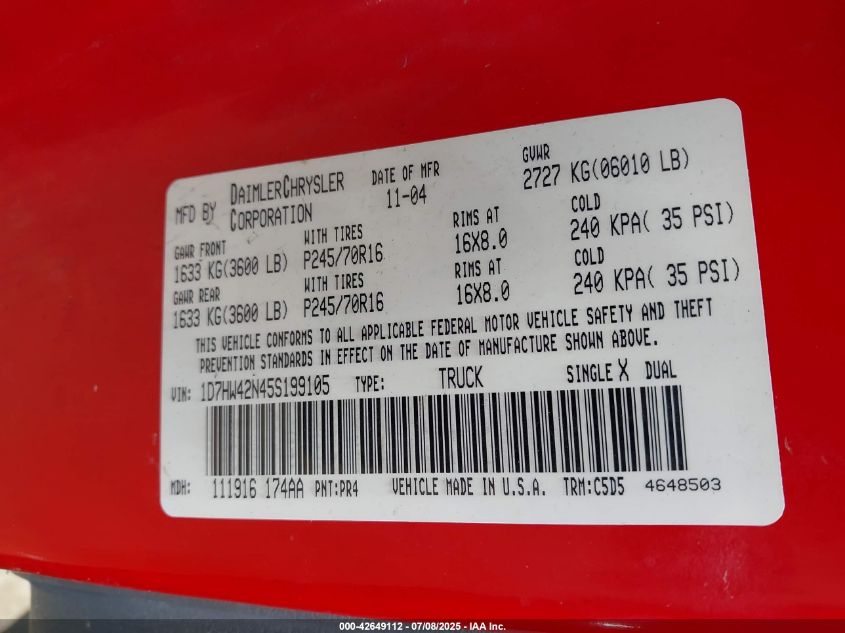 MFD BY DAIMLERCHRYSLER CORPORATION DATE OF MFR 11-04 GVWR 2727 KG(06010 LB)
GAWR FRONT WITH TIRES RIMS AT COLD
1633 KG(3600 LB) P245/70R16 16X8.0 240 KPA( 35 PSI)
GAWR REAR WITH TIRES RIMS AT COLD
1633 KG(3600 LB) P245/70R16 16X8.0 240 KPA( 35 PSI)
THIS VEHICLE CONFORMS TO ALL APPLICABLE FEDERAL MOTOR VEHICLE SAFETY AND THEFT
PREVENTION STANDARDS IN EFFECT ON THE DATE OF MANUFACTURE SHOWN ABOVE.
VIN: 1D7HW42N45S199105 TYPE: TRUCK SINGLE X DUAL
MDH: 111916 174AA PNT:PR4 VEHICLE MADE IN U.S.A. TRM:C5D5 4648503
000-42649112 - 07/08/2025 - IAA Inc.